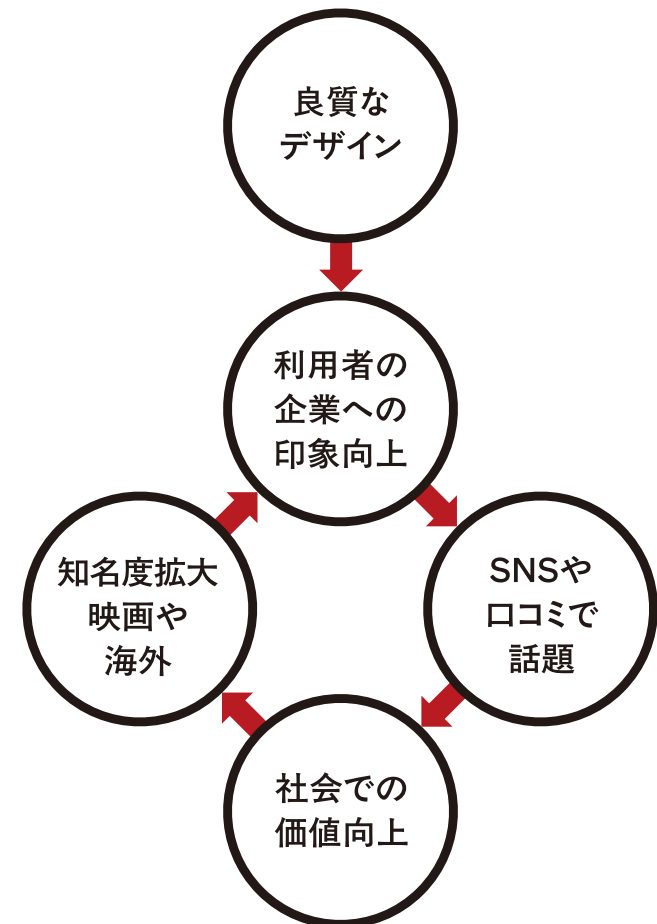 良質な
デザイン
利用者の
企業への
印象向上
SNSや
口コミで
話題
社会での
価値向上
知名度拡大
映画や
海外